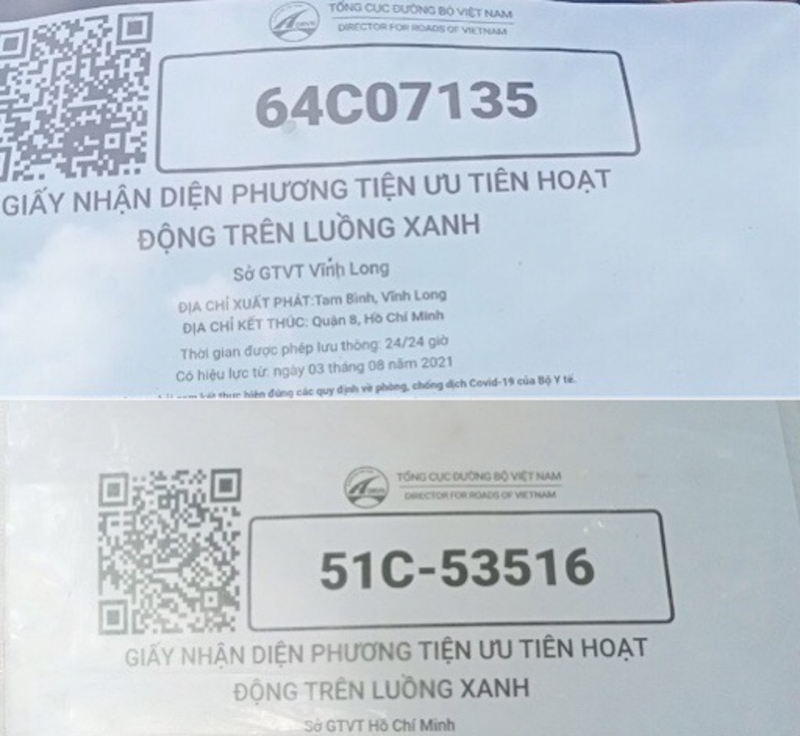 TỔNG CỤC ĐƯỜNG BỘ VIỆT NAM
DIRECTOR FOR ROADS OF VIETNAM
64C07135
GIẤY NHẬN DIỆN PHƯƠNG TIỆN ƯU TIÊN HOẠT
ĐỘNG TRÊN LUỒNG XANH
Sở GTVT Vĩnh Long
ĐỊA CHỈ XUẤT PHÁT:Tam Bình, Vĩnh Long
ĐỊA CHỈ KẾT THÚC: Quận 8, Hồ Chí Minh
Thời gian được phép lưu thông: 24/24 giờ
Có hiệu lực từ: ngày 03 tháng 08 năm 2021
kết thực hiện đúng các quy định về phòng, chống dịch Covid-19 của Bộ Y tế.
TỔNG CỤC ĐƯỜNG BỘ VIỆT NAM
DIRECTOR FOR ROADS OF VIETNAM
51C-53516
GIẤY NHẬN DIỆN PHƯƠNG TIỆN ƯU TIÊN HOẠT
ĐỘNG TRÊN LUỒNG XANH
Sở GTVT Hồ Chí Minh